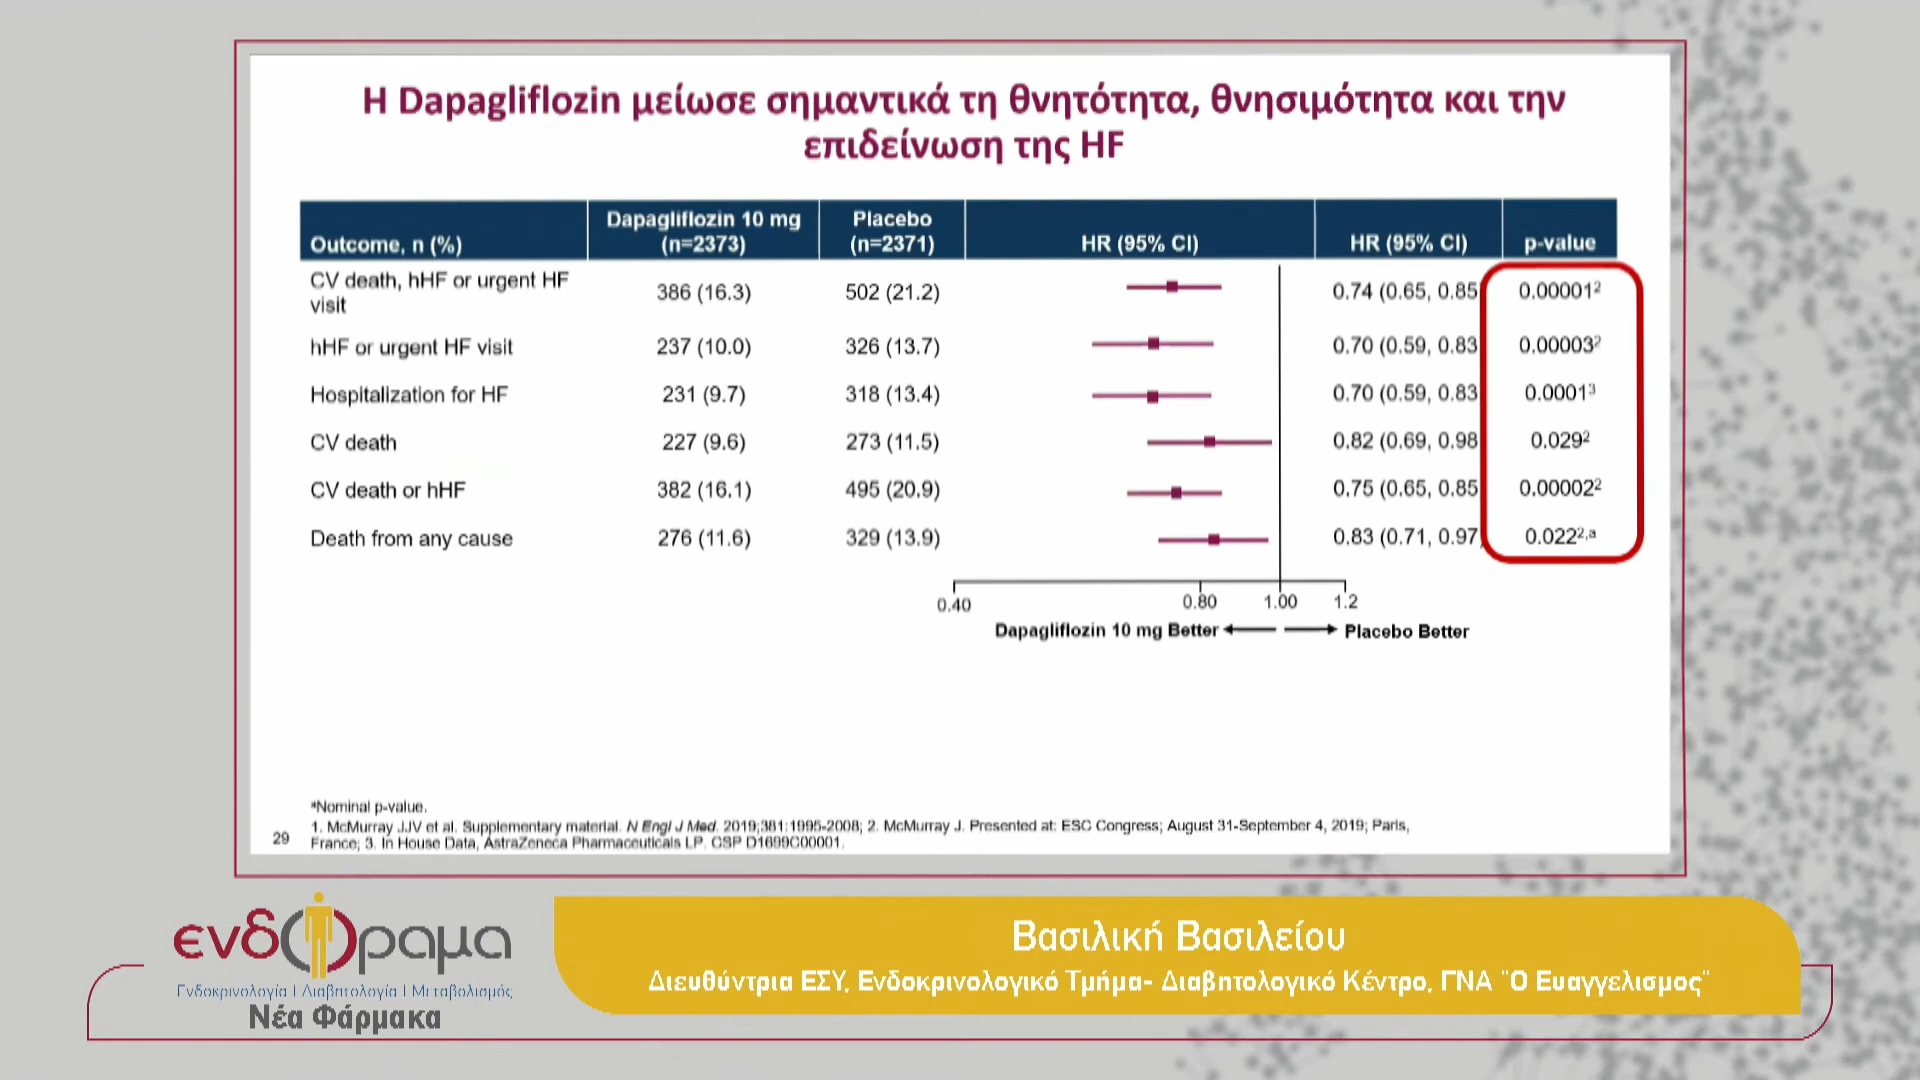 Η Dapagliflozin μείωσε σημαντικά τη θνητότητα, θνησιμότητα και την
επιδείνωση της HF
Outcome, n (%) Dapagliflozin 10 mg (n=2373) Placebo (n=2371) HR (95% CI) HR (95% CI) p-value
CV death, hHF or urgent HF visit 386 (16.3) 502 (21.2) 0.74 (0.65, 0.85 0.00001²
hHF or urgent HF visit 237 (10.0) 326 (13.7) 0.70 (0.59, 0.83 0.00003²
Hospitalization for HF 231 (9.7) 318 (13.4) 0.70 (0.59, 0.83 0.0001³
CV death 227 (9.6) 273 (11.5) 0.82 (0.69, 0.98 0.029²
CV death or hHF 382 (16.1) 495 (20.9) 0.75 (0.65, 0.85 0.00002²
Death from any cause 276 (11.6) 329 (13.9) 0.83 (0.71, 0.97 0.022²,ª
0.40 0.80 1.00 1.2
Dapagliflozin 10 mg Better Placebo Better
ªNominal p-value.
1. McMurray JJV et al. Supplementary material. N Engl J Med. 2019;381:1995-2008; 2. McMurray J. Presented at: ESC Congress; August 31-September 4, 2019; Paris,
29 France; 3. In House Data, AstraZeneca Pharmaceuticals LP. CSP D1699C00001.
ενδόραμα
Ενδοκρινολογία | Διαβητολογία | Μεταβολισμός
Νέα Φάρμακα
Βασιλική Βασιλείου
Διευθύντρια ΕΣΥ, Ενδοκρινολογικό Τμήμα- Διαβητολογικό Κέντρο, ΓΝΑ "Ο Ευαγγελισμος"